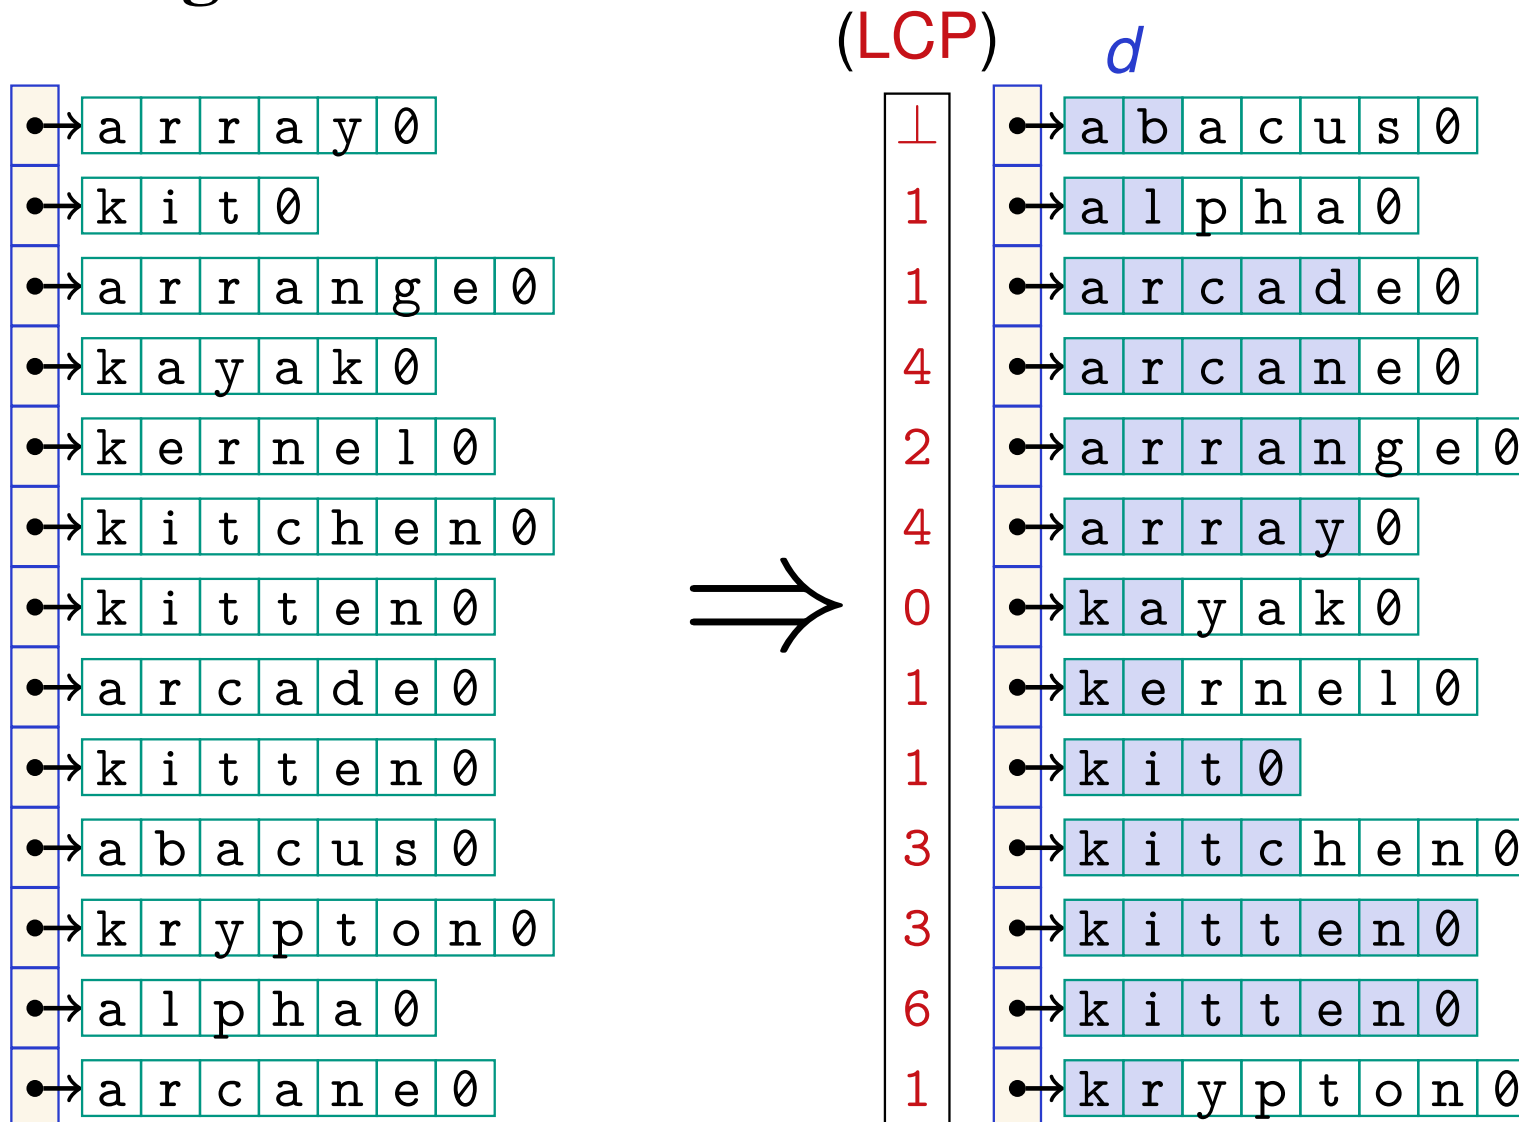 (LCP) d
array0
kit0
arrange0
kayak0
kernel0
kitchen0
kitten0
arcade0
kitten0
abacus0
krypton0
alpha0
arcane0
⇒
⊥ abacus0
1 alpha0
1 arcade0
4 arcane0
2 arrange0
4 array0
0 kayak0
1 kernel0
1 kit0
3 kitchen0
3 kitten0
6 kitten0
1 krypton0